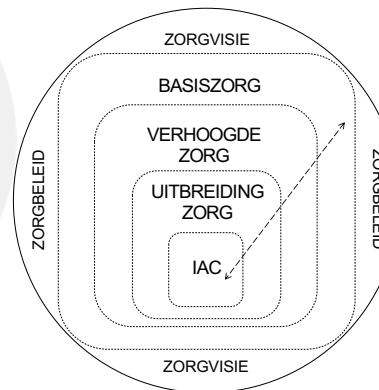 ZORGVISIE
BASISZORG
VERHOOGDE
ZORG
UITBREIDING
ZORG
IAC
ZORGBELEID
ZORGBELEID
ZORGVISIE